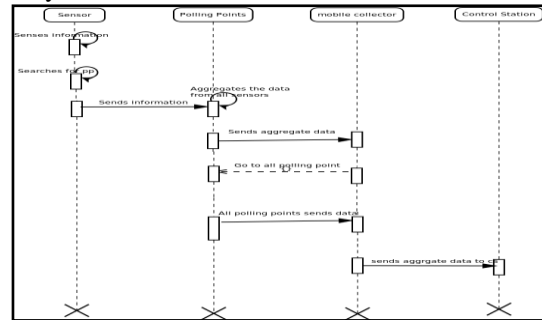 Sensor
Polling Points
mobile collector
Control Station
Senses information
Searches for pp
Aggregates the data
from all sensors
Sends information
Sends aggregate data
Go to all polling point
All polling points sends data
sends aggrgate data to cs